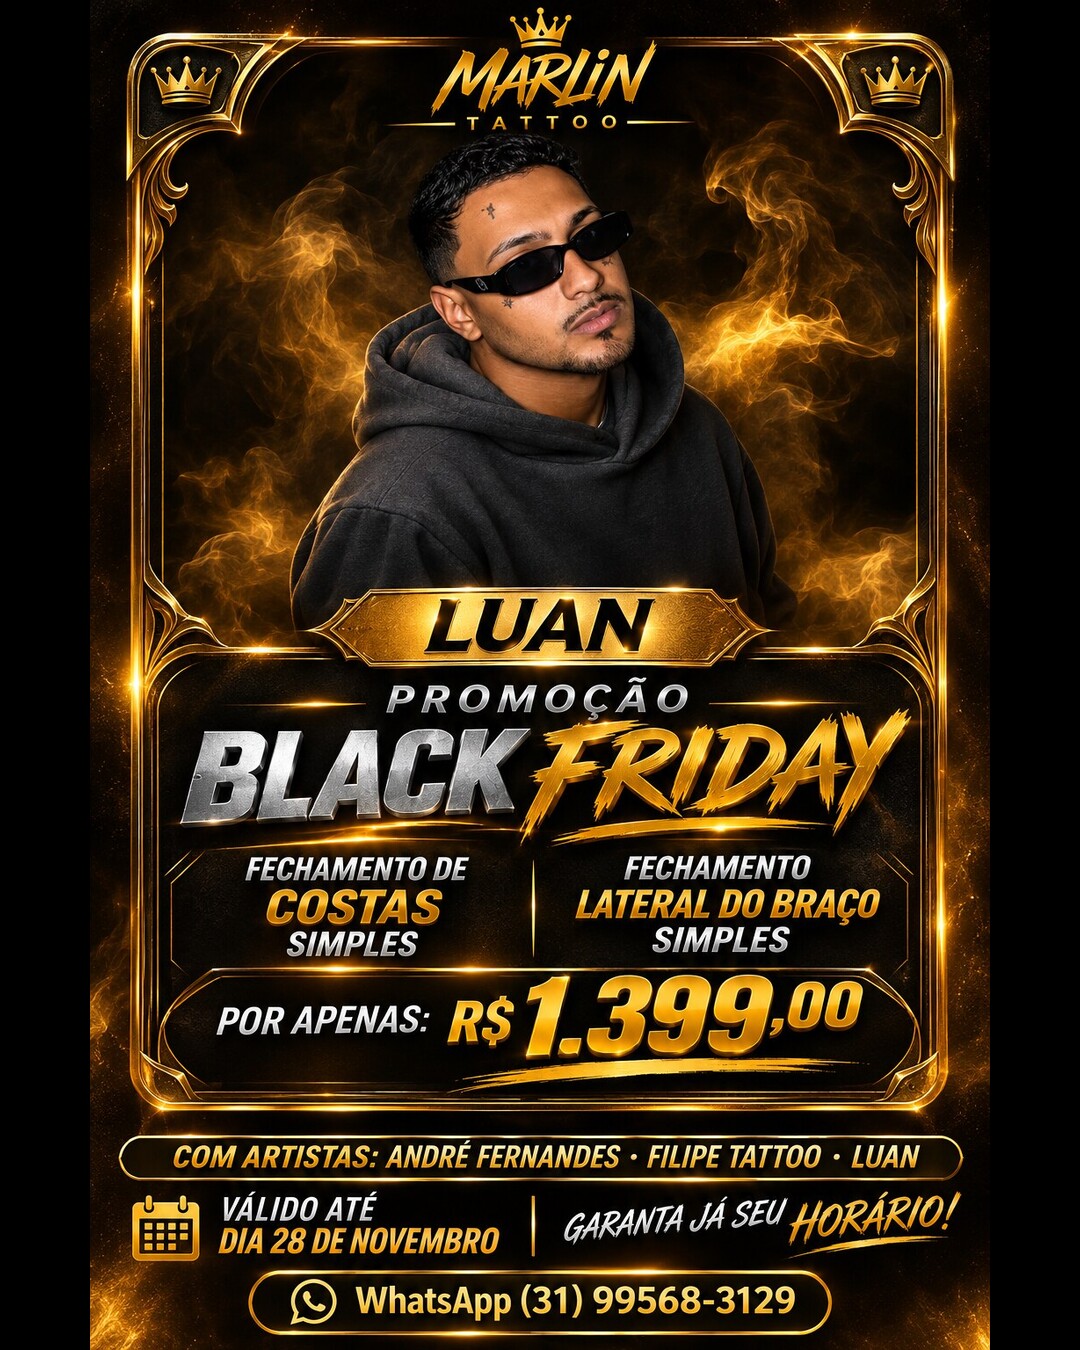 MARLIN
TATTOO
LUAN
PROMOÇÃO
BLACK FRIDAY
FECHAMENTO DE
COSTAS
SIMPLES
FECHAMENTO
LATERAL DO BRAÇO
SIMPLES
POR APENAS: R$ 1.399,00
COM ARTISTAS: ANDRÉ FERNANDES • FILIPE TATTOO • LUAN
VÁLIDO ATÉ
DIA 28 DE NOVEMBRO
GARANTA JÁ SEU HORÁRIO!
WhatsApp (31) 99568-3129